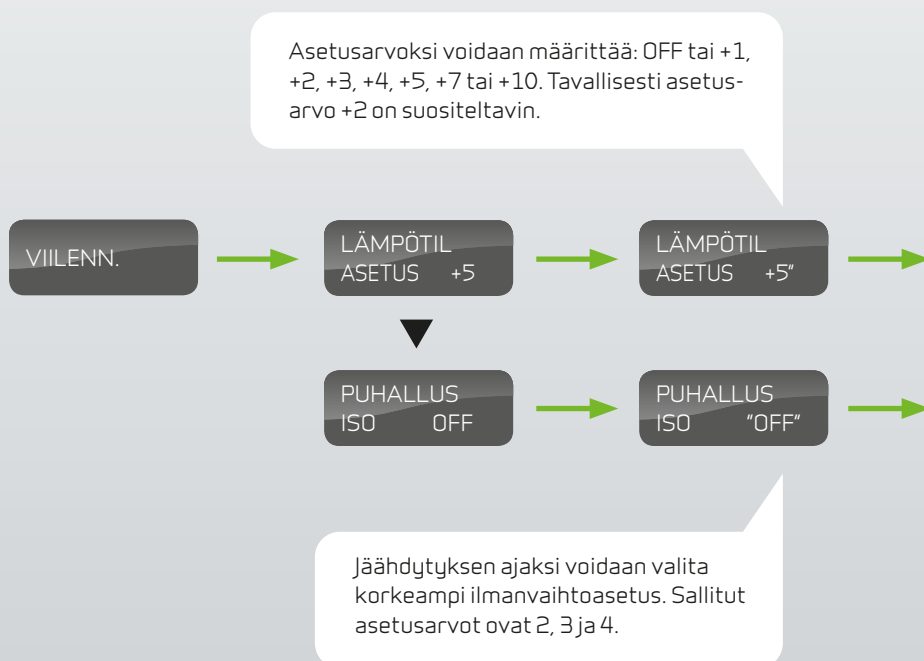 Asetusarvoksi voidaan määrittää: OFF tai +1,
+2, +3, +4, +5, +7 tai +10. Tavallisesti asetus-
arvo +2 on suositeltavin.
VIILENN.
LÄMPÖTIL
ASETUS +5
LÄMPÖTIL
ASETUS +5"
PUHALLUS
ISO OFF
PUHALLUS
ISO "OFF"
Jäähdytyksen ajaksi voidaan valita
korkeampi ilmanvaihtoasetus. Sallitut
asetusarvot ovat 2, 3 ja 4.